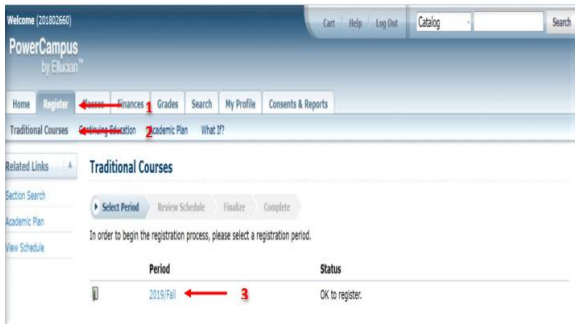 Welcome (201802660)
Cart Help Log Out Catalog Search
PowerCampus
by Ellucian™
Home Register Classes Finances Grades Search My Profile Consents & Reports
1
Traditional Courses Continuing Education Academic Plan What If?
2
Related Links
Section Search
Academic Plan
View Schedule
Traditional Courses
Select Period Review Schedule Finalize Complete
In order to begin the registration process, please select a registration period.
Period Status
2019/Fall 3 OK to register.